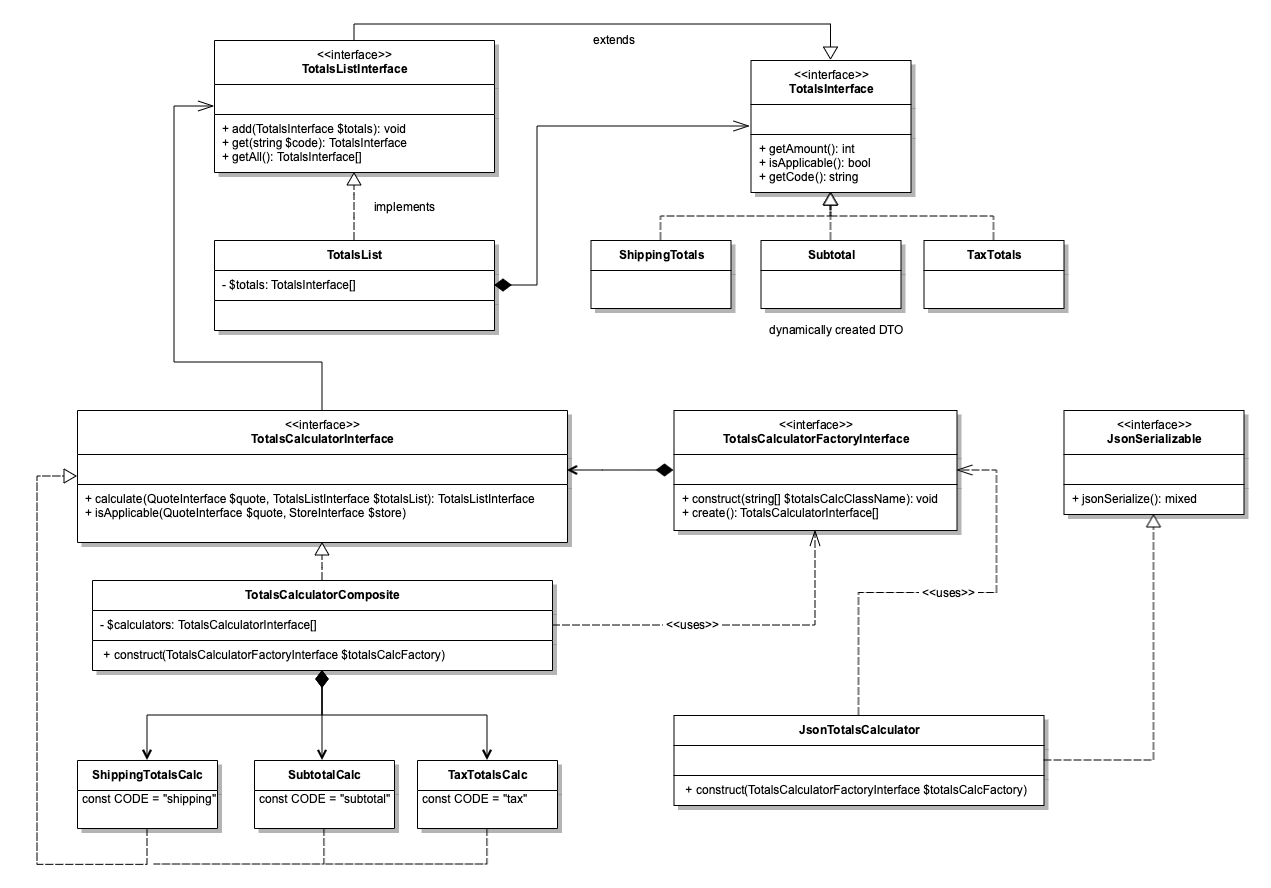 extends
<<interface>>
TotalsListInterface
+ add(TotalsInterface $totals): void
+ get(string $code): TotalsInterface
+ getAll(): TotalsInterface[]
<<interface>>
TotalsInterface
+ getAmount(): int
+ isApplicable(): bool
+ getCode(): string
implements
TotalsList
- $totals: TotalsInterface[]
ShippingTotals
Subtotal
TaxTotals
dynamically created DTO
<<interface>>
TotalsCalculatorInterface
+ calculate(QuoteInterface $quote, TotalsListInterface $totalsList): TotalsListInterface
+ isApplicable(QuoteInterface $quote, StoreInterface $store)
<<interface>>
TotalsCalculatorFactoryInterface
+ construct(string[] $totalsCalcClassName): void
+ create(): TotalsCalculatorInterface[]
<<interface>>
JsonSerializable
+ jsonSerialize(): mixed
TotalsCalculatorComposite
- $calculators: TotalsCalculatorInterface[]
+ construct(TotalsCalculatorFactoryInterface $totalsCalcFactory)
<<uses>>
<<uses>>
ShippingTotalsCalc
const CODE = "shipping"
SubtotalCalc
const CODE = "subtotal"
TaxTotalsCalc
const CODE = "tax"
JsonTotalsCalculator
+ construct(TotalsCalculatorFactoryInterface $totalsCalcFactory)